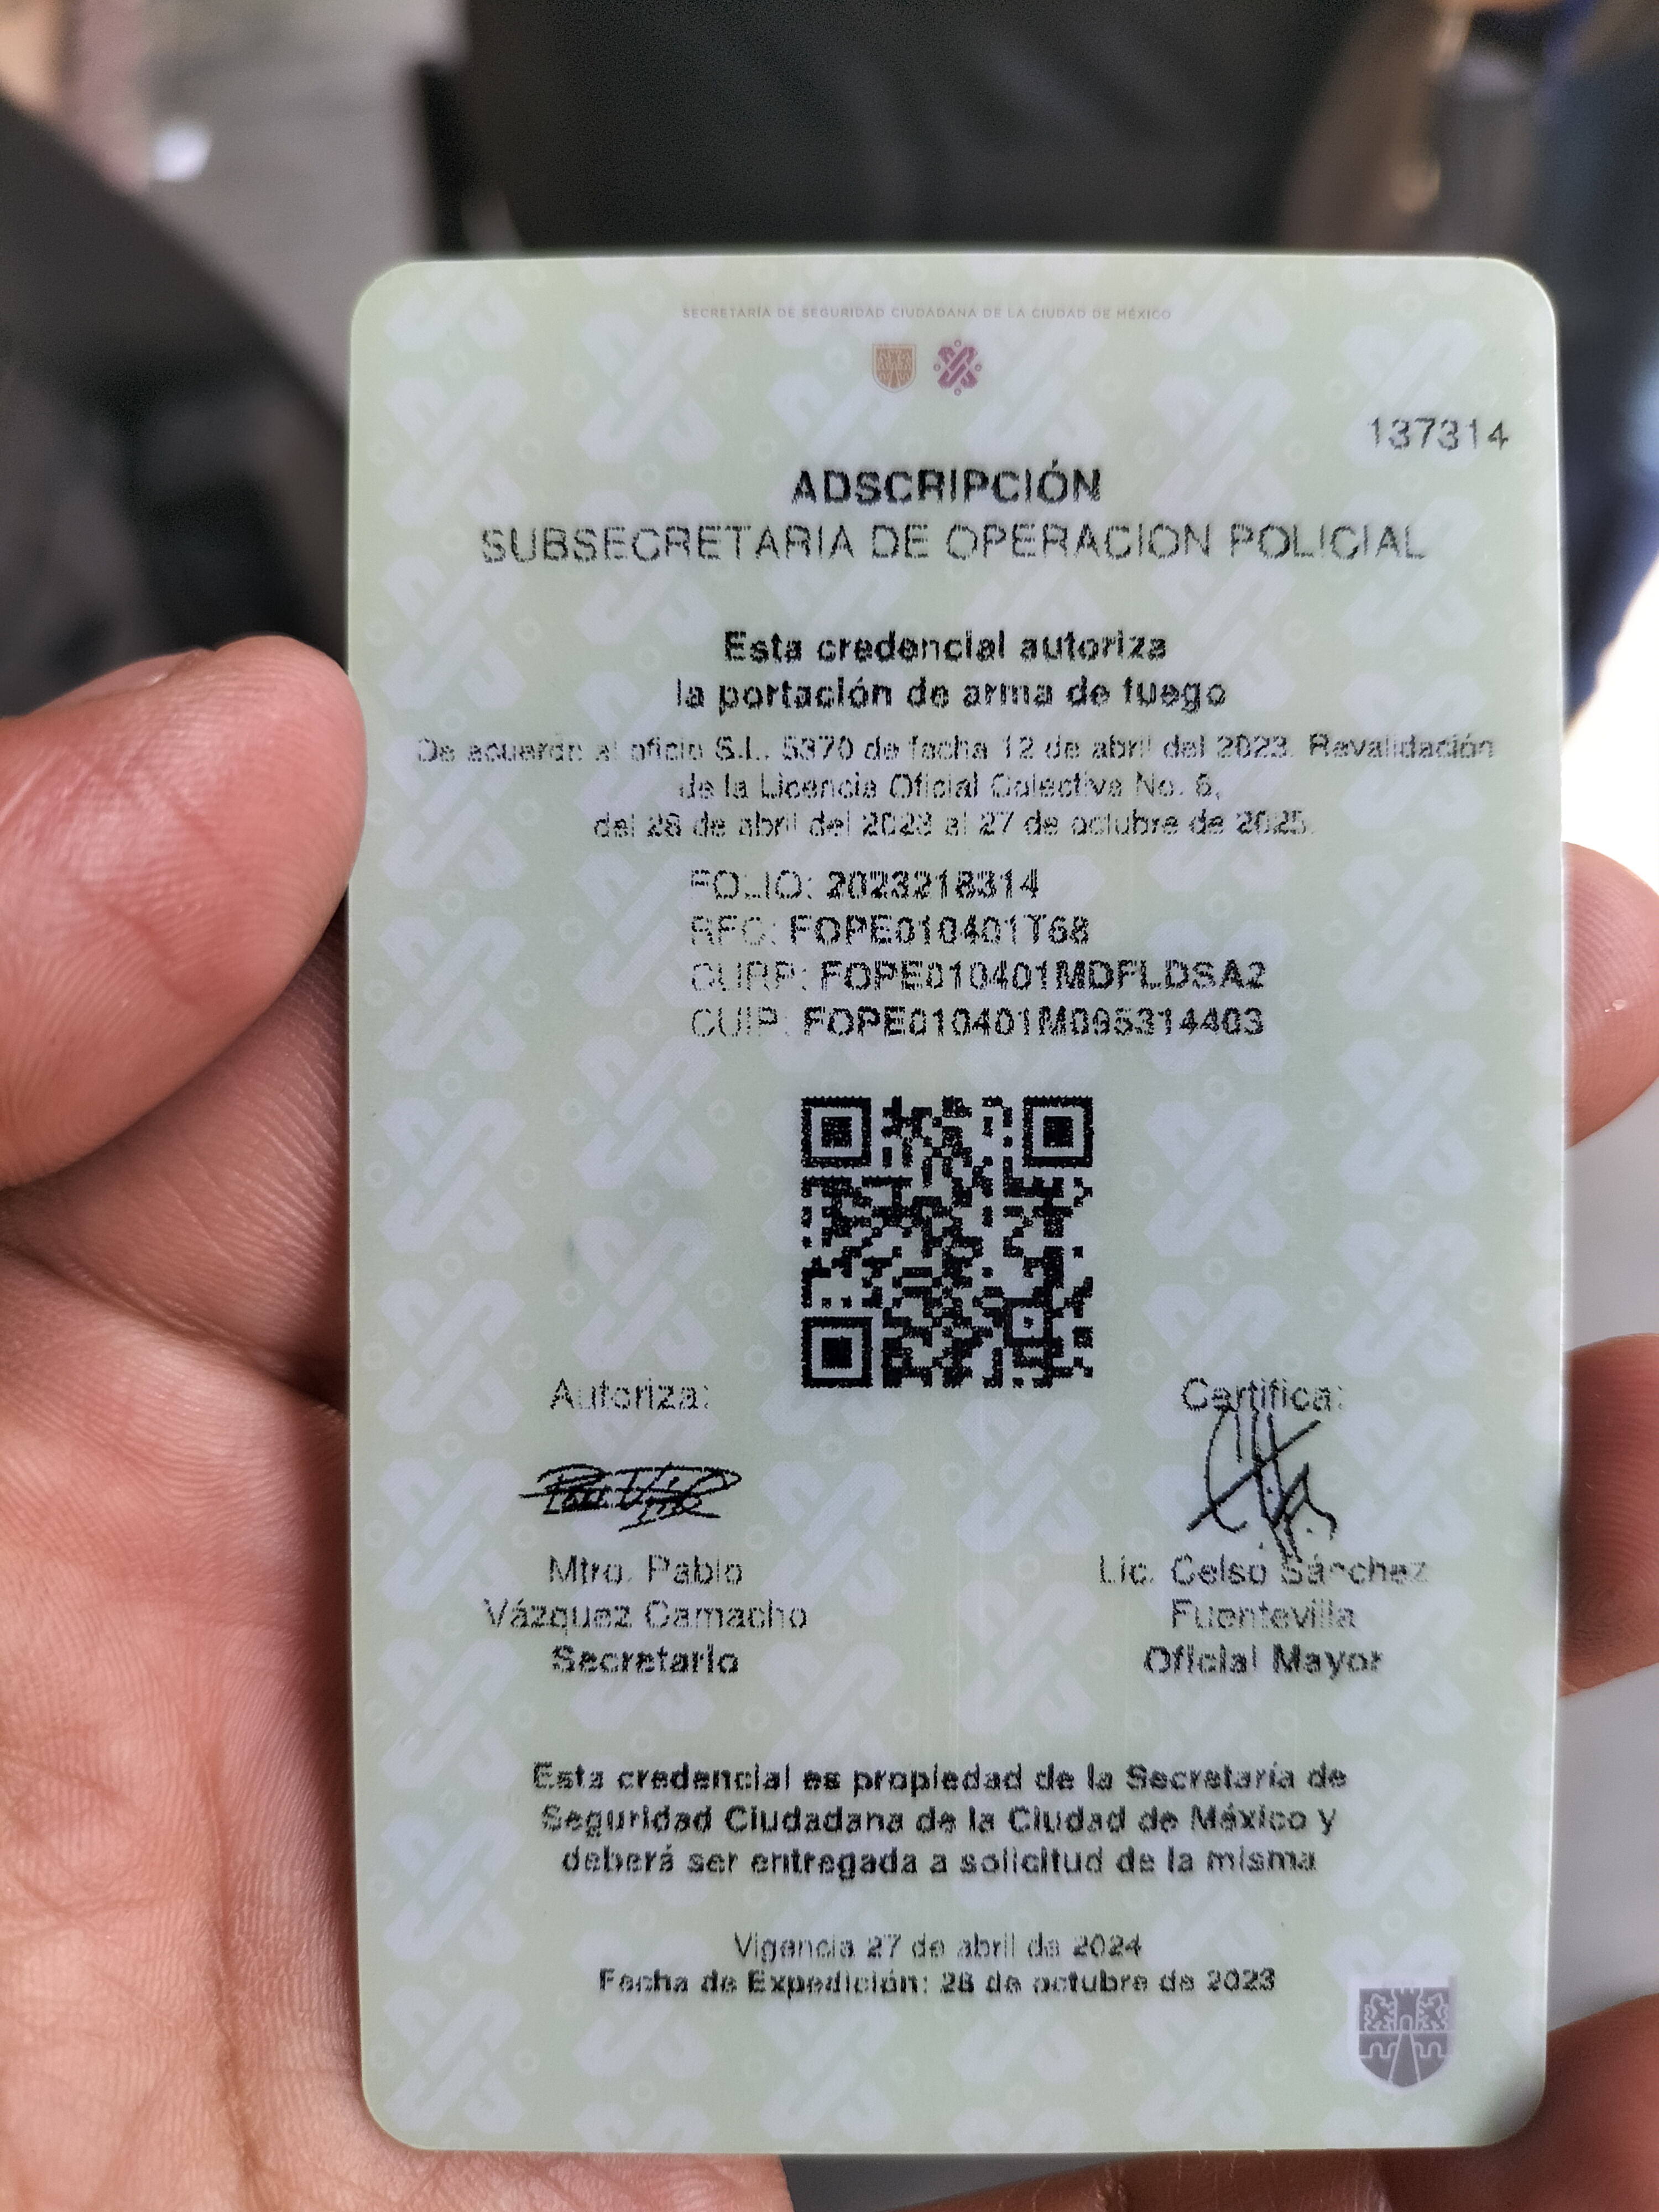 SECRETARÍA DE SEGURIDAD CIUDADANA DE LA CIUDAD DE MÉXICO
137314
ADSCRIPCIÓN
SUBSECRETARIA DE OPERACION POLICIAL
Esta credencial autoriza
la portación de arma de fuego
De acuerdo al oficio S.L. 5370 de fecha 12 de abril del 2023. Revalidación
de la Licencia Oficial Colectiva No. 6,
del 28 de abril del 2023 al 27 de octubre de 2025.
FOLIO: 2023218314
RFC: FOPE010401T68
CURP: FOPE010401MDFLDSA2
CUIP: FOPE010401M095314403
Autoriza:
Certifica:
Mtro. Pablo
Vázquez Camacho
Secretario
Lic. Celso Sánchez
Fuentevilla
Oficial Mayor
Esta credencial es propiedad de la Secretaría de
Seguridad Ciudadana de la Ciudad de México y
deberá ser entregada a solicitud de la misma
Vigencia 27 de abril de 2024
Fecha de Expedición: 28 de octubre de 2023